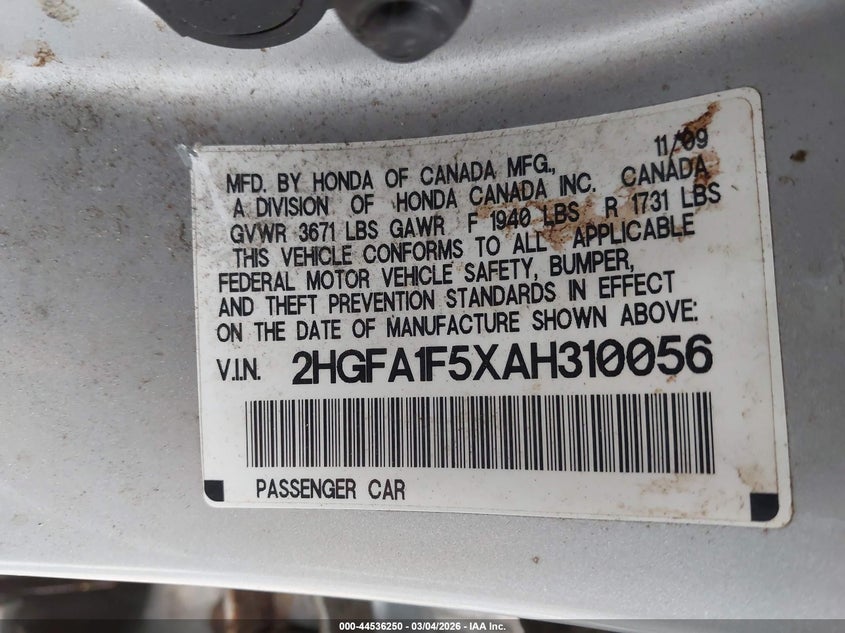 11/09
MFD. BY HONDA OF CANADA MFG.,
A DIVISION OF HONDA CANADA INC. CANADA
GVWR 3671 LBS GAWR F 1940 LBS R 1731 LBS
THIS VEHICLE CONFORMS TO ALL APPLICABLE
FEDERAL MOTOR VEHICLE SAFETY, BUMPER,
AND THEFT PREVENTION STANDARDS IN EFFECT
ON THE DATE OF MANUFACTURE SHOWN ABOVE:
V.I.N. 2HGFA1F5XAH310056
PASSENGER CAR
000-44536250 - 03/04/2026 - IAA Inc.